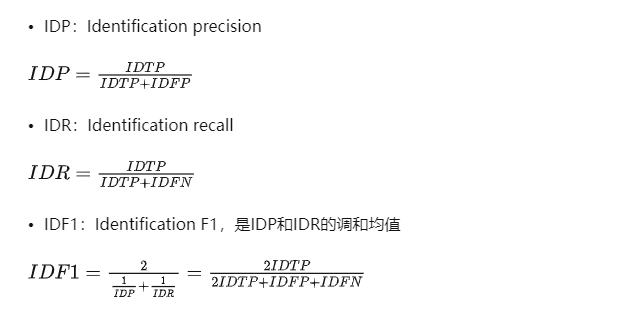 • IDP：Identification precision
IDP = \frac{IDTP}{IDTP+IDFP}
• IDR：Identification recall
IDR = \frac{IDTP}{IDTP+IDFN}
• IDF1：Identification F1，是IDP和IDR的调和均值
IDF1 = \frac{2}{\frac{1}{IDP}+\frac{1}{IDR}} = \frac{2IDTP}{2IDTP+IDFP+IDFN}